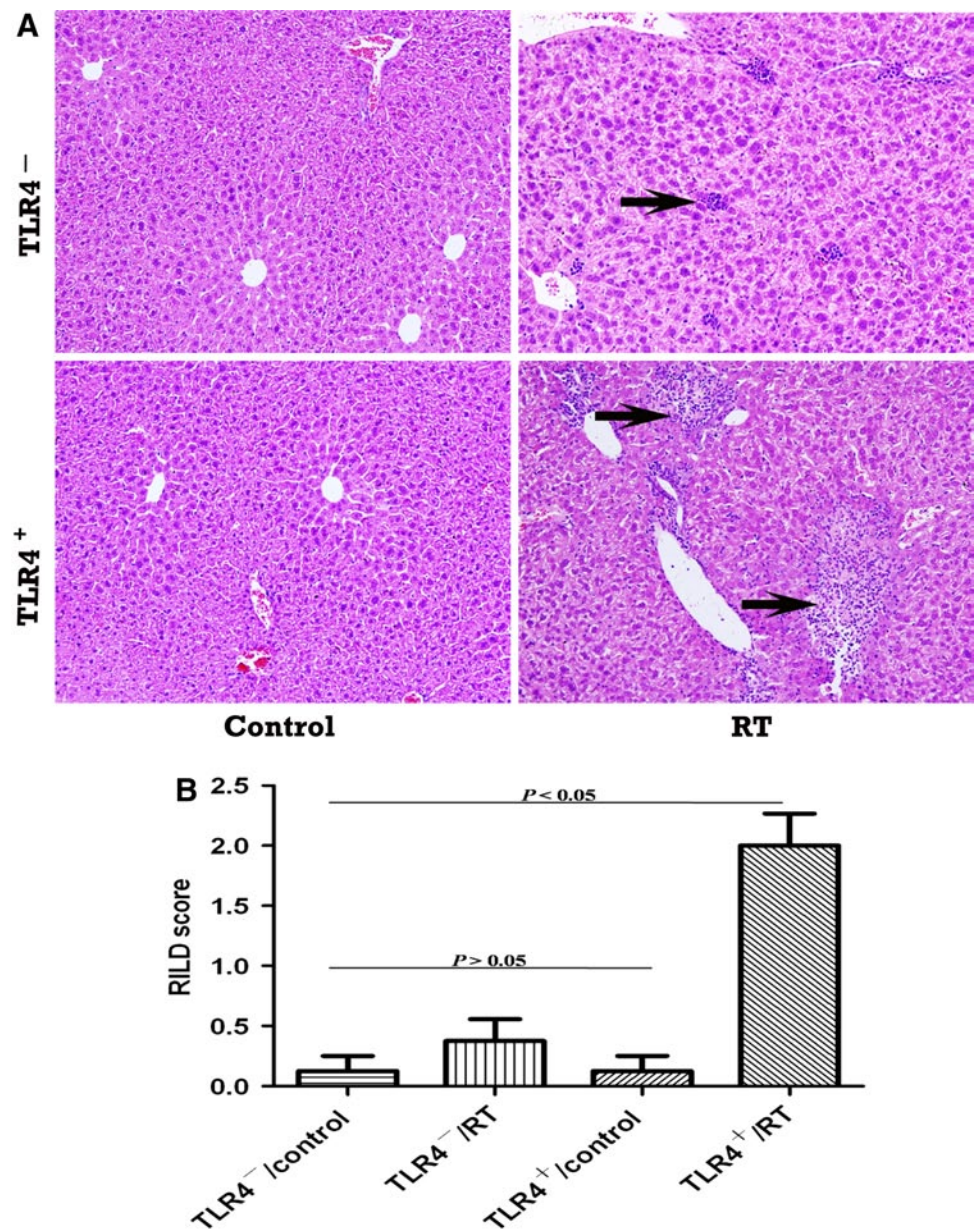 A
TLR4 —
TLR4 +
Control
RT
B
2.5
2.0
1.5
1.0
0.5
0.0
RILD score
P < 0.05
P > 0.05
TLR4—/control
TLR4—/RT
TLR4+/control
TLR4+/RT